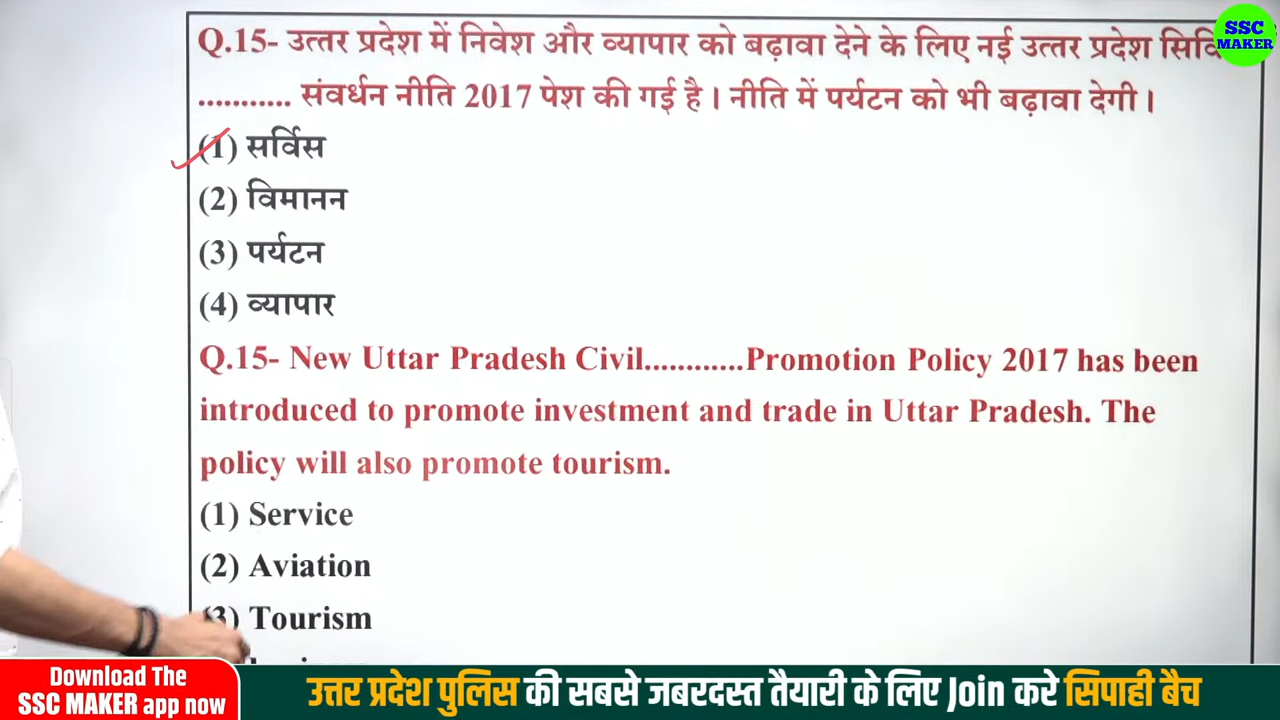 SSC
MAKER
Q.15- उत्तर प्रदेश में निवेश और व्यापार को बढ़ावा देने के लिए नई उत्तर प्रदेश
........... संवर्धन नीति 2017 पेश की गई है। नीति में पर्यटन को भी बढ़ावा देगी।
(1) सर्विस
(2) विमानन
(3) पर्यटन
(4) व्यापार
Q.15- New Uttar Pradesh Civil............Promotion Policy 2017 has been
introduced to promote investment and trade in Uttar Pradesh. The
policy will also promote tourism.
(1) Service
(2) Aviation
(3) Tourism
Download The
SSC MAKER app now
उत्तर प्रदेश पुलिस की सबसे जबरदस्त तैयारी के लिए Join करे सिपाही बैच